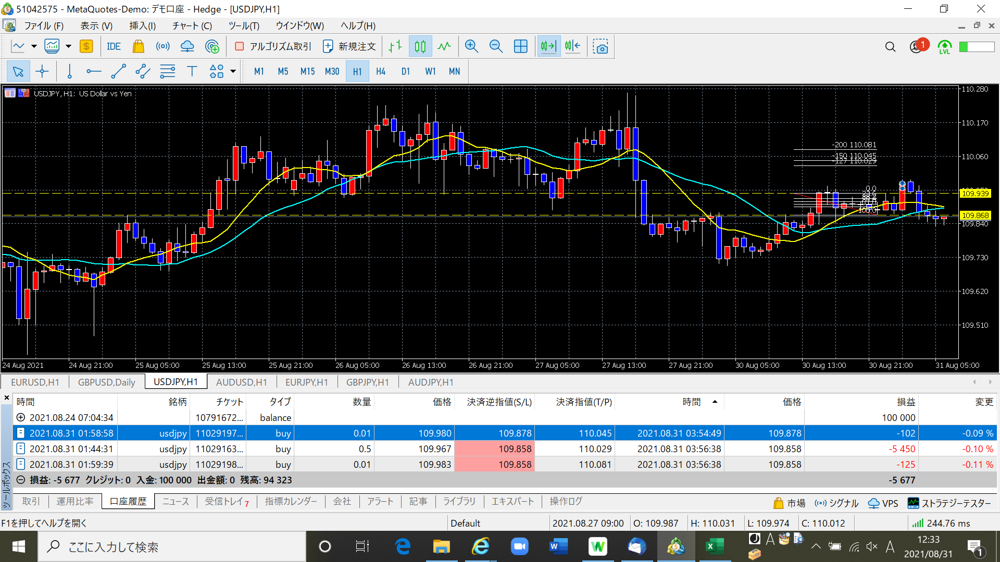 51042575 - MetaQuotes-Demo: デモ口座 - Hedge - [USDJPY,H1]
ファイル (F) 表示 (V) 挿入(I) チャート (C) ツール(T) ウインドウ(W) ヘルプ(H)
IDE アルゴリズム取引 新規注文 1 LVL
M1 M5 M15 M30 H1 H4 D1 W1 MN
USDJPY, H1: US Dollar vs Yen
110.280
110.170
-200 110.081
-150 110.045
110.060
-127 110.029
0.0
109.939
100.0
109.868
109.840
109.730
109.620
109.510
24 Aug 2021 24 Aug 21:00 25 Aug 05:00 25 Aug 13:00 25 Aug 21:00 26 Aug 05:00 26 Aug 13:00 26 Aug 21:00 27 Aug 05:00 27 Aug 13:00 27 Aug 21:00 30 Aug 05:00 30 Aug 13:00 30 Aug 21:00 31 Aug 05:00
EURUSD,H1 GBPUSD,Daily USDJPY,H1 AUDUSD,H1 EURJPY,H1 GBPJPY,H1 AUDJPY,H1
時間 銘柄 チケット タイプ 数量 価格 決済逆指値(S/L) 決済指値(T/P) 時間 価格 損益 変更
2021.08.24 07:04:34 10791672... balance 100 000
2021.08.31 01:58:58 usdjpy 11029197... buy 0.01 109.980 109.878 110.045 2021.08.31 03:54:49 109.878 -102 -0.09 %
2021.08.31 01:44:31 usdjpy 11029163... buy 0.5 109.967 109.858 110.029 2021.08.31 03:56:38 109.858 -5 450 -0.10 %
2021.08.31 01:59:39 usdjpy 11029198... buy 0.01 109.983 109.858 110.081 2021.08.31 03:56:38 109.858 -125 -0.11 %
損益: -5 677 クレジット: 0 入金: 100 000 出金額: 0 残高: 94 323 -5 677
ツールボックス
取引 運用比率 口座履歴 ニュース 受信トレイ 7 指標カレンダー 会社 アラート 記事 ライブラリ エキスパート 操作ログ 市場 シグナル VPS ストラテジーテスター
F1を押してヘルプを開く Default 2021.08.27 09:00 O: 109.987 H: 110.031 L: 109.974 C: 110.012 244.76 ms
ここに入力して検索 A A 12:33
2021/08/31 1